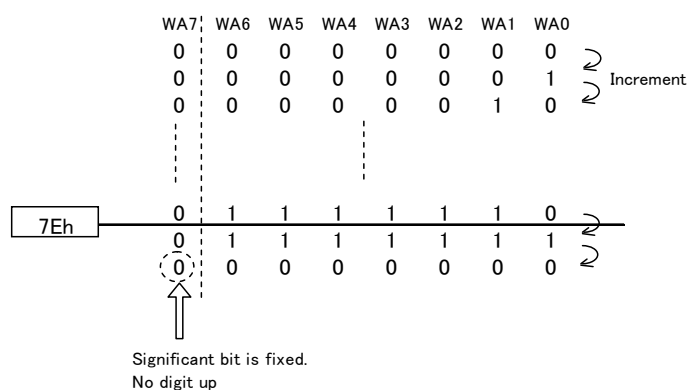 WA7 WA6 WA5 WA4 WA3 WA2 WA1 WA0
0 0 0 0 0 0 0 0
0 0 0 0 0 0 0 1 Increment
0 0 0 0 0 0 1 0
7Eh 0 1 1 1 1 1 1 0
0 1 1 1 1 1 1 1
0 0 0 0 0 0 0 0
Significant bit is fixed.
No digit up